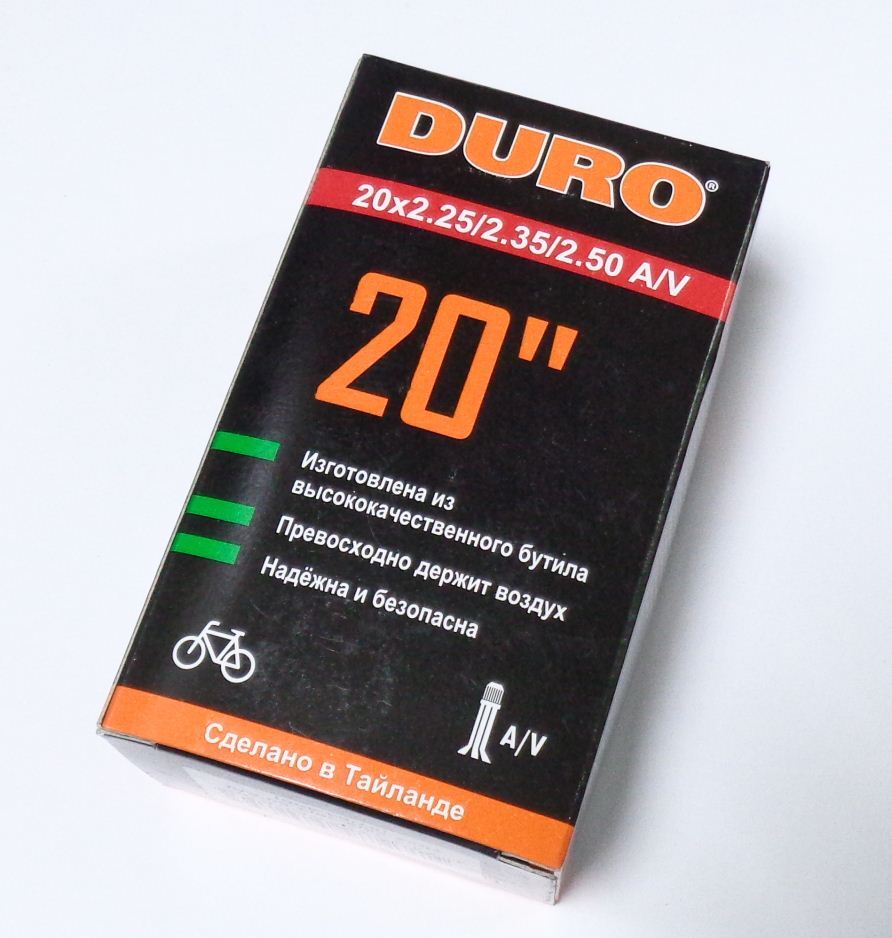 DURO®
20x2.25/2.35/2.50 A/V
20"
Изготовлена из
высококачественного бутила
Превосходно держит воздух
Надёжна и безопасна
A/V
Сделано в Тайланде